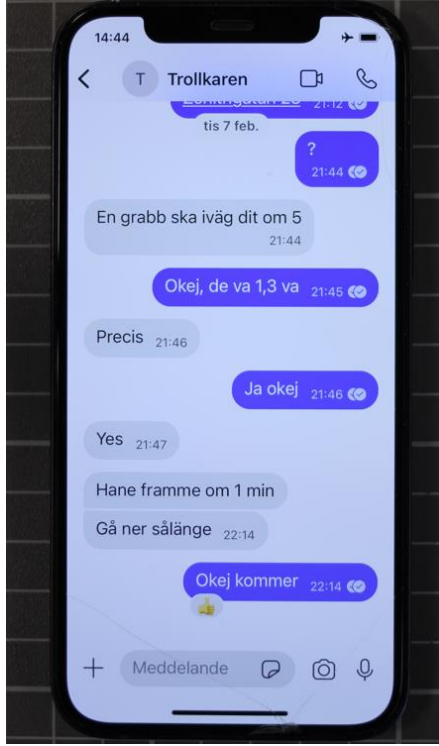 14:44
T Trollkaren
21:12
tis 7 feb.
?
21:44
En grabb ska iväg dit om 5
21:44
Okej, de va 1,3 va 21:45
Precis 21:46
Ja okej 21:46
Yes 21:47
Hane framme om 1 min
Gå ner sålänge 22:14
Okej kommer 22:14
Meddelande